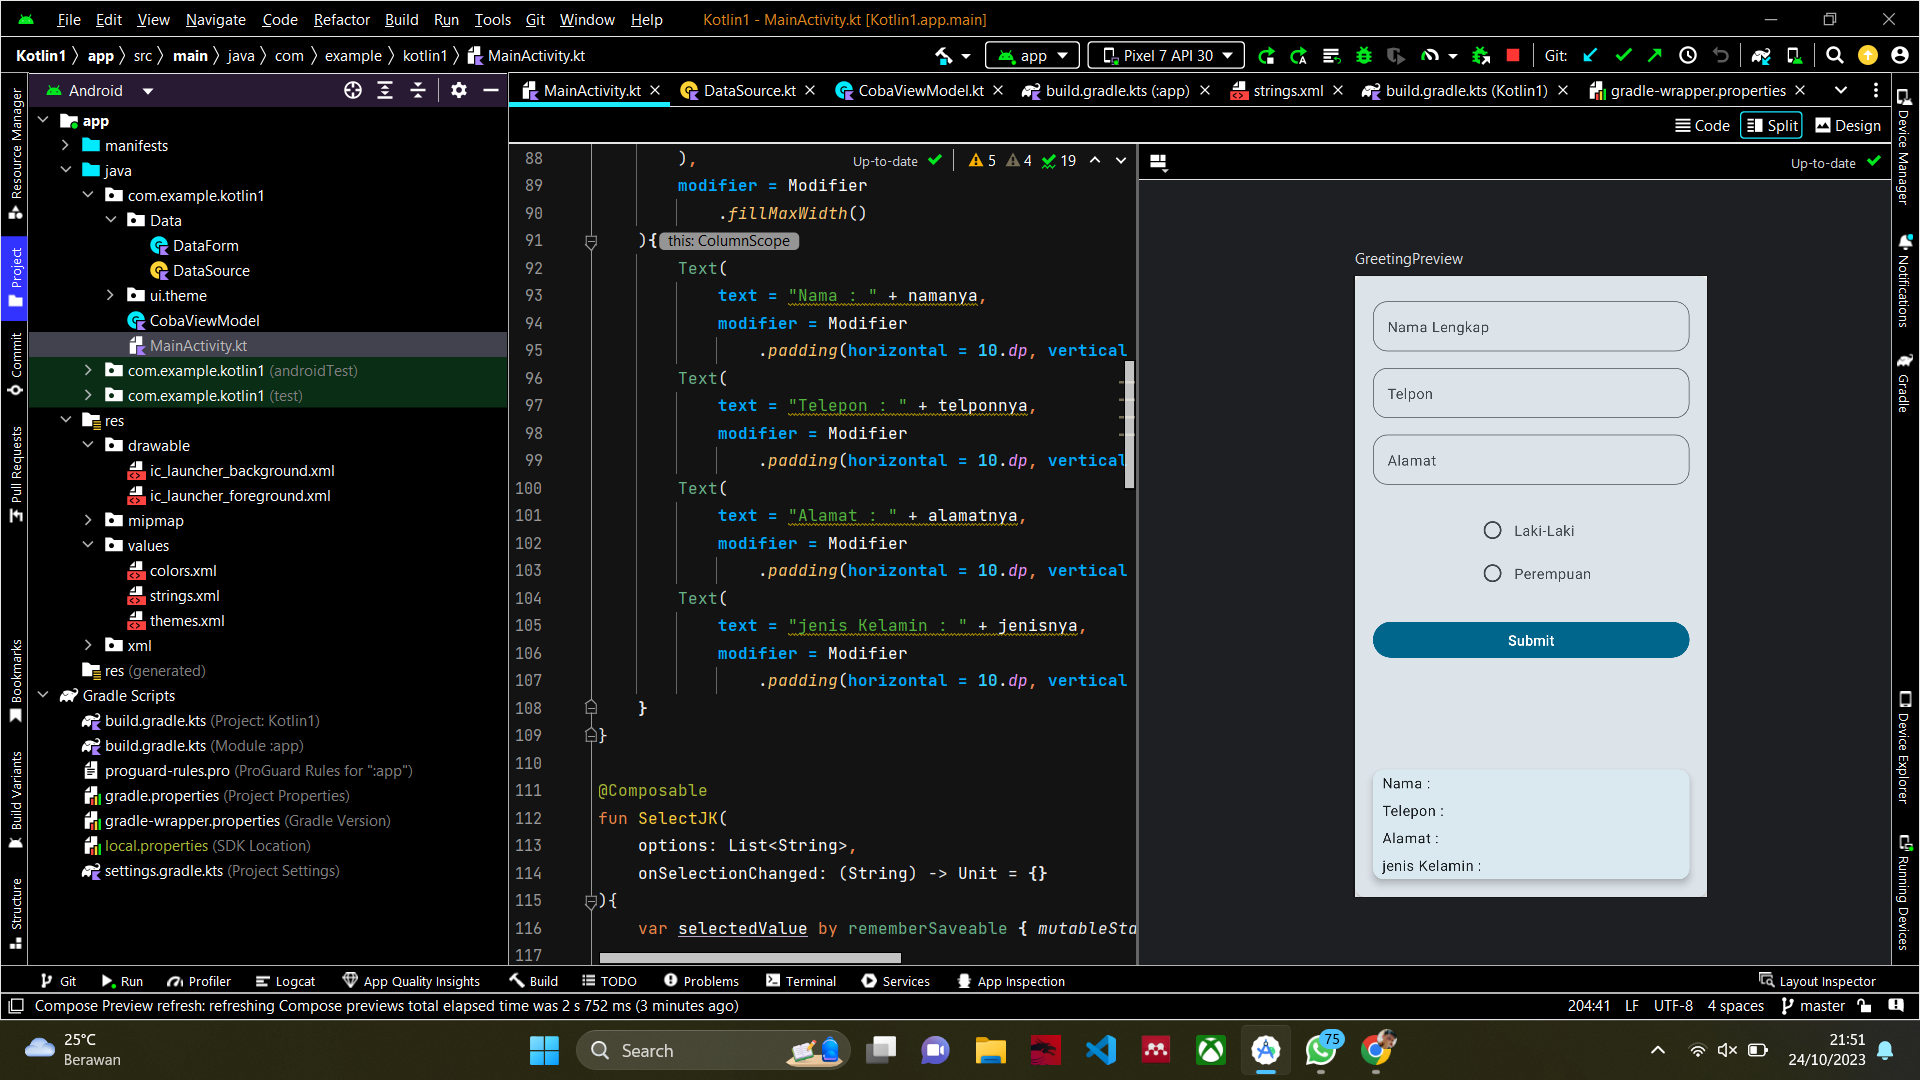 File Edit View Navigate Code Refactor Build Run Tools Git Window Help Kotlin1 - MainActivity.kt [Kotlin1.app.main]
Kotlin1 app src main java com example kotlin1 MainActivity.kt app Pixel 7 API 30 Git:
Android
MainActivity.kt DataSource.kt CobaViewModel.kt build.gradle.kts (:app) strings.xml build.gradle.kts (Kotlin1) gradle-wrapper.properties
Code Split Design
Resource Manager
Project
Commit
Pull Requests
Bookmarks
Build Variants
Structure
app
manifests
java
com.example.kotlin1
Data
DataForm
DataSource
ui.theme
CobaViewModel
MainActivity.kt
com.example.kotlin1 (androidTest)
com.example.kotlin1 (test)
res
drawable
ic_launcher_background.xml
ic_launcher_foreground.xml
mipmap
values
colors.xml
strings.xml
themes.xml
xml
res (generated)
Gradle Scripts
build.gradle.kts (Project: Kotlin1)
build.gradle.kts (Module :app)
proguard-rules.pro (ProGuard Rules for ":app")
gradle.properties (Project Properties)
gradle-wrapper.properties (Gradle Version)
local.properties (SDK Location)
settings.gradle.kts (Project Settings)
Up-to-date 5 4 19
88 ),
89 modifier = Modifier
90 .fillMaxWidth()
91 ){ this: ColumnScope
92 Text(
93 text = "Nama : " + namanya,
94 modifier = Modifier
95 .padding(horizontal = 10.dp, vertical
96 Text(
97 text = "Telepon : " + telponnya,
98 modifier = Modifier
99 .padding(horizontal = 10.dp, vertical
100 Text(
101 text = "Alamat : " + alamatnya,
102 modifier = Modifier
103 .padding(horizontal = 10.dp, vertical
104 Text(
105 text = "jenis Kelamin : " + jenisnya,
106 modifier = Modifier
107 .padding(horizontal = 10.dp, vertical
108 }
109 }
110
111 @Composable
112 fun SelectJK(
113 options: List<String>,
114 onSelectionChanged: (String) -> Unit = {}
115 ){
116 var selectedValue by rememberSaveable { mutableSta
117
Up-to-date
GreetingPreview
Nama Lengkap
Telpon
Alamat
Laki-Laki
Perempuan
Submit
Nama :
Telepon :
Alamat :
jenis Kelamin :
Device Manager
Notifications
Gradle
Device Explorer
Running Devices
Git Run Profiler Logcat App Quality Insights Build TODO Problems Terminal Services App Inspection Layout Inspector
Compose Preview refresh: refreshing Compose previews total elapsed time was 2 s 752 ms (3 minutes ago) 204:41 LF UTF-8 4 spaces master
25°C
Berawan
Search
75
21:51
24/10/2023